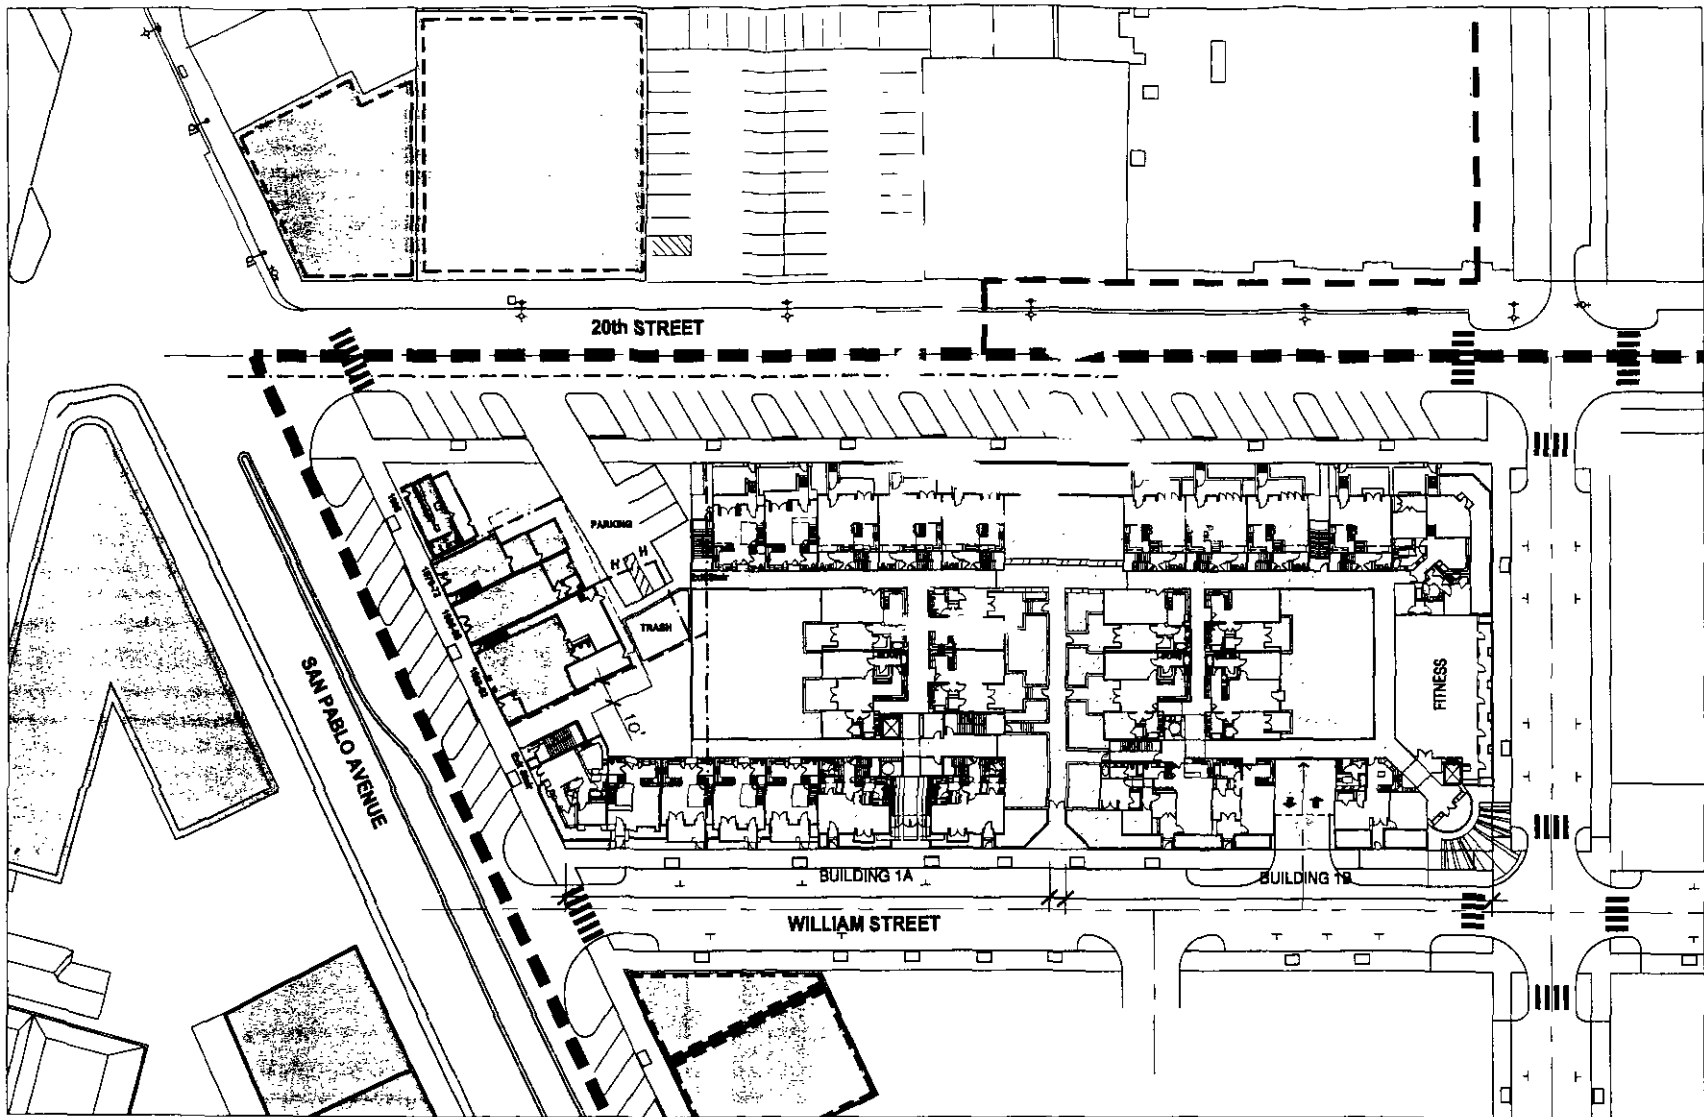 20th STREET
PARKING
H
H
TRASH
10'
SAN PABLO AVENUE
FITNESS
BUILDING 1A
BUILDING 1B
WILLIAM STREET